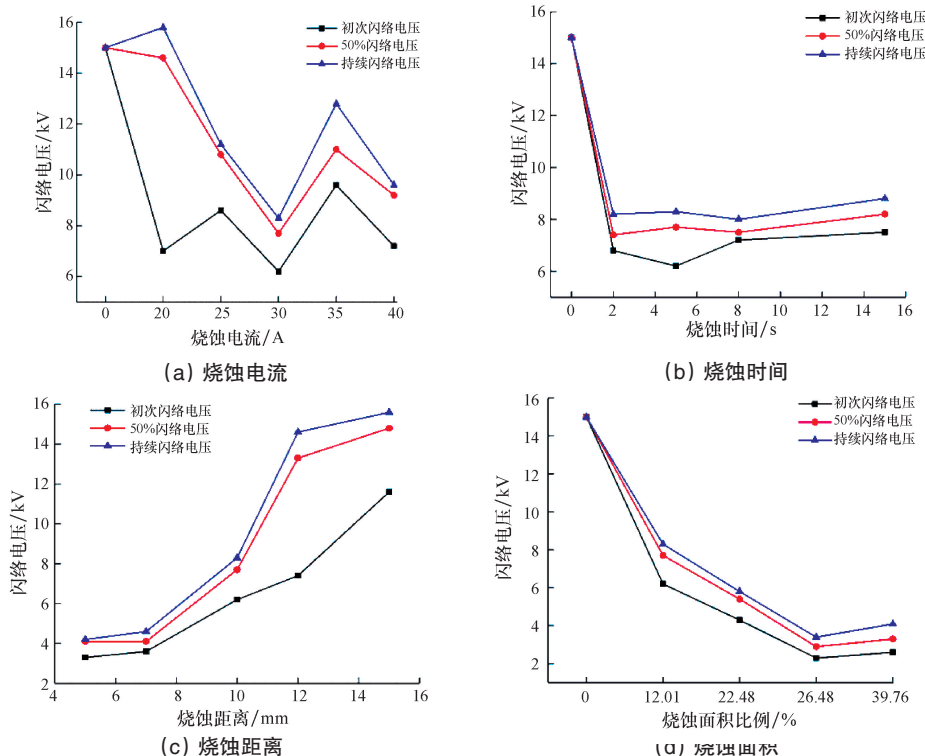 初次闪络电压
50%闪络电压
持续闪络电压
16
14
12
10
8
6
闪络电压/kV
0 20 25 30 35 40
烧蚀电流/A
(a) 烧蚀电流
初次闪络电压
50%闪络电压
持续闪络电压
16
14
12
10
8
6
闪络电压/kV
0 2 4 6 8 10 12 14 16
烧蚀时间/s
(b) 烧蚀时间
初次闪络电压
50%闪络电压
持续闪络电压
16
14
12
10
8
6
4
2
闪络电压/kV
4 6 8 10 12 14 16
烧蚀距离/mm
(c) 烧蚀距离
初次闪络电压
50%闪络电压
持续闪络电压
16
14
12
10
8
6
4
2
闪络电压/kV
0 12.01 22.48 26.48 39.76
烧蚀面积比例/%
(d) 烧蚀面积